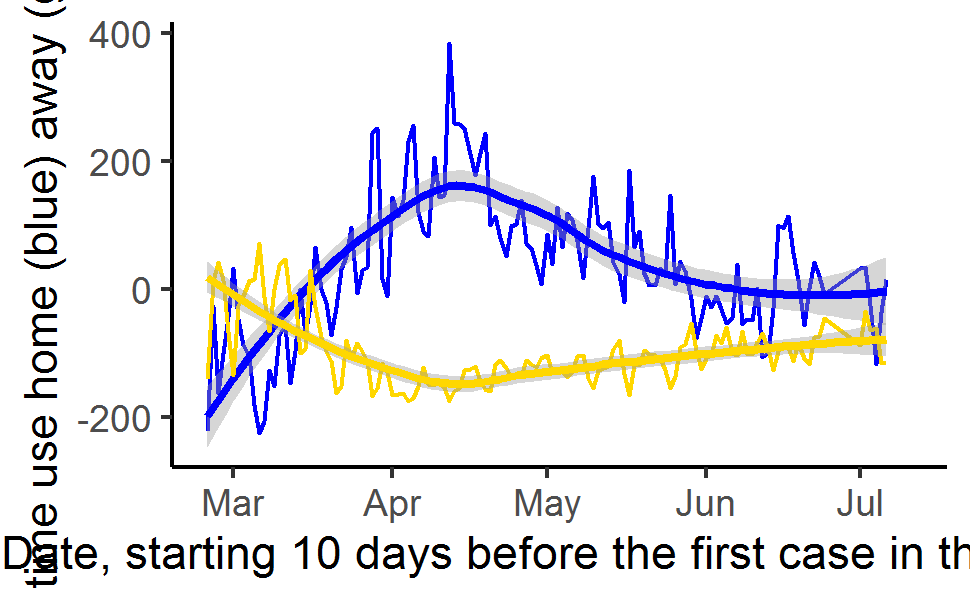 400
200
0
-200
time use home (blue) away (
Mar Apr May Jun Jul
Date, starting 10 days before the first case in th